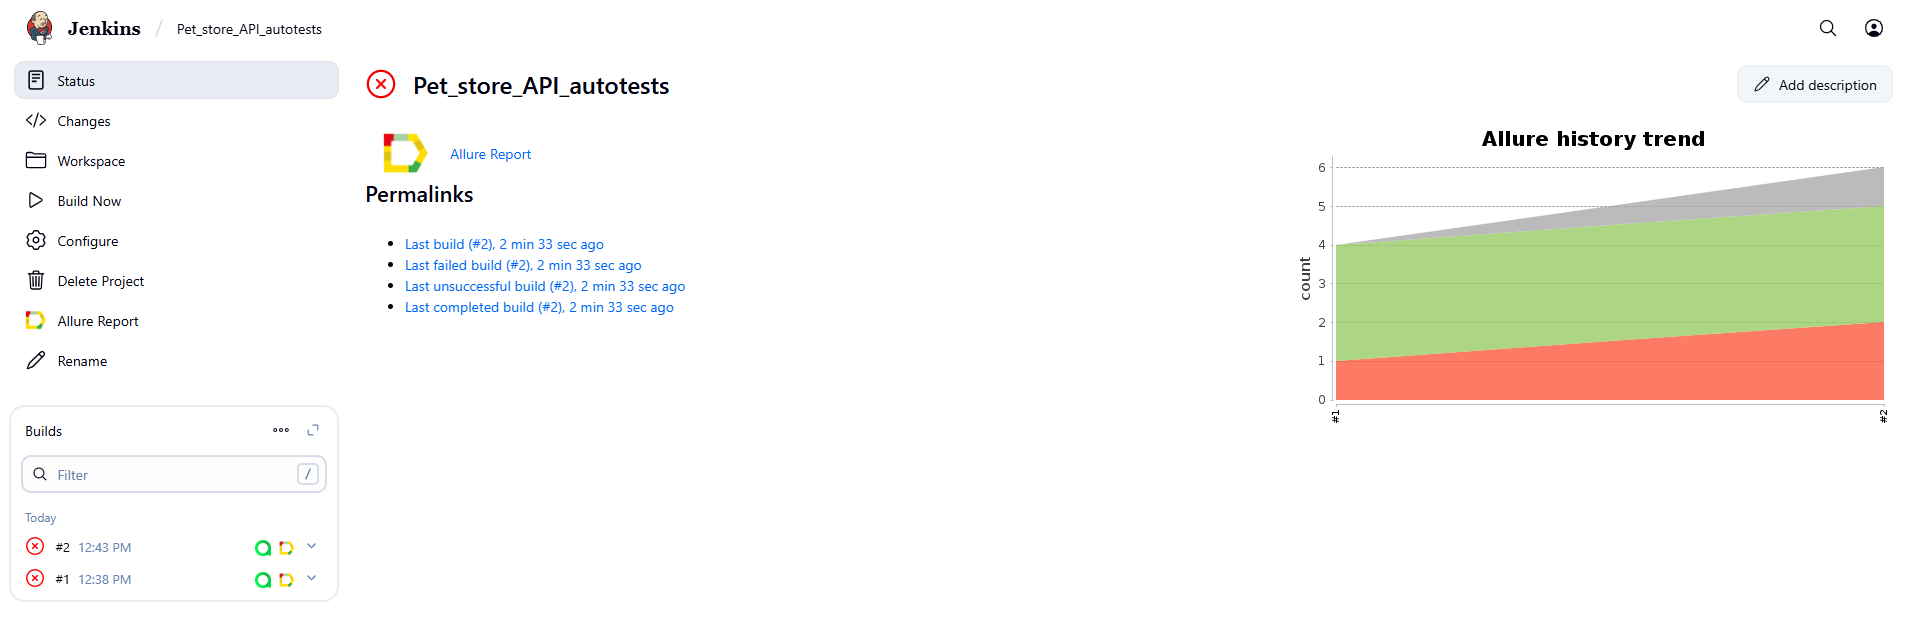 Jenkins / Pet_store_API_autotests
Status
Changes
Workspace
Build Now
Configure
Delete Project
Allure Report
Rename
Builds
Filter /
Today
#2 12:43 PM
#1 12:38 PM
Pet_store_API_autotests
Add description
Allure Report
Permalinks
Last build (#2), 2 min 33 sec ago
Last failed build (#2), 2 min 33 sec ago
Last unsuccessful build (#2), 2 min 33 sec ago
Last completed build (#2), 2 min 33 sec ago
Allure history trend
6
5
4
3
2
1
0
count
#1
#2